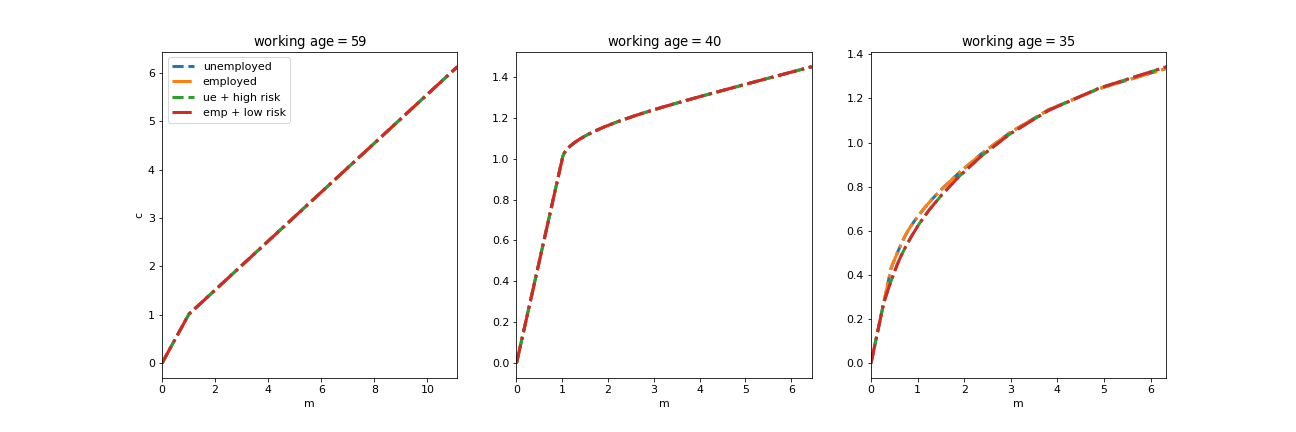 working age = 59
6
5
4
3
2
1
0
c
0 2 4 6 8 10
m
unemployed
employed
ue + high risk
emp + low risk
working age = 40
1.4
1.2
1.0
0.8
0.6
0.4
0.2
0.0
0 1 2 3 4 5 6
m
working age = 35
1.4
1.2
1.0
0.8
0.6
0.4
0.2
0.0
0 1 2 3 4 5 6
m